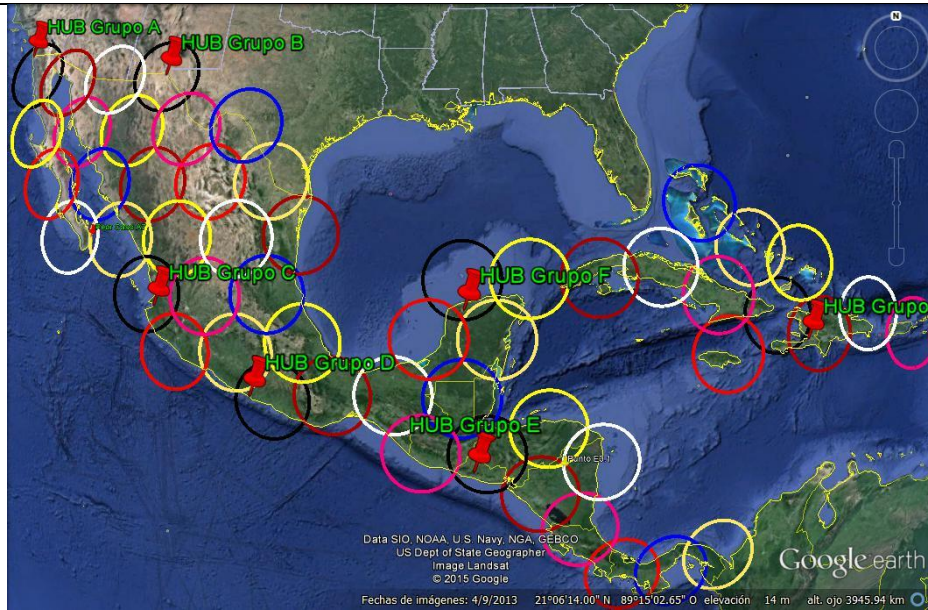 N
HUB Grupo A
HUB Grupo B
HUB Grupo C
HUB Grupo F
HUB Grupo
HUB Grupo D
HUB Grupo E
Data SIO, NOAA, U.S. Navy, NGA, GEBCO
US Dept of State Geographer
Image Landsat
© 2015 Google
Google earth
Fechas de imágenes: 4/9/2013 21°06'14.00" N 89°15'02.65" O elevación 14 m alt. ojo 3945.94 km